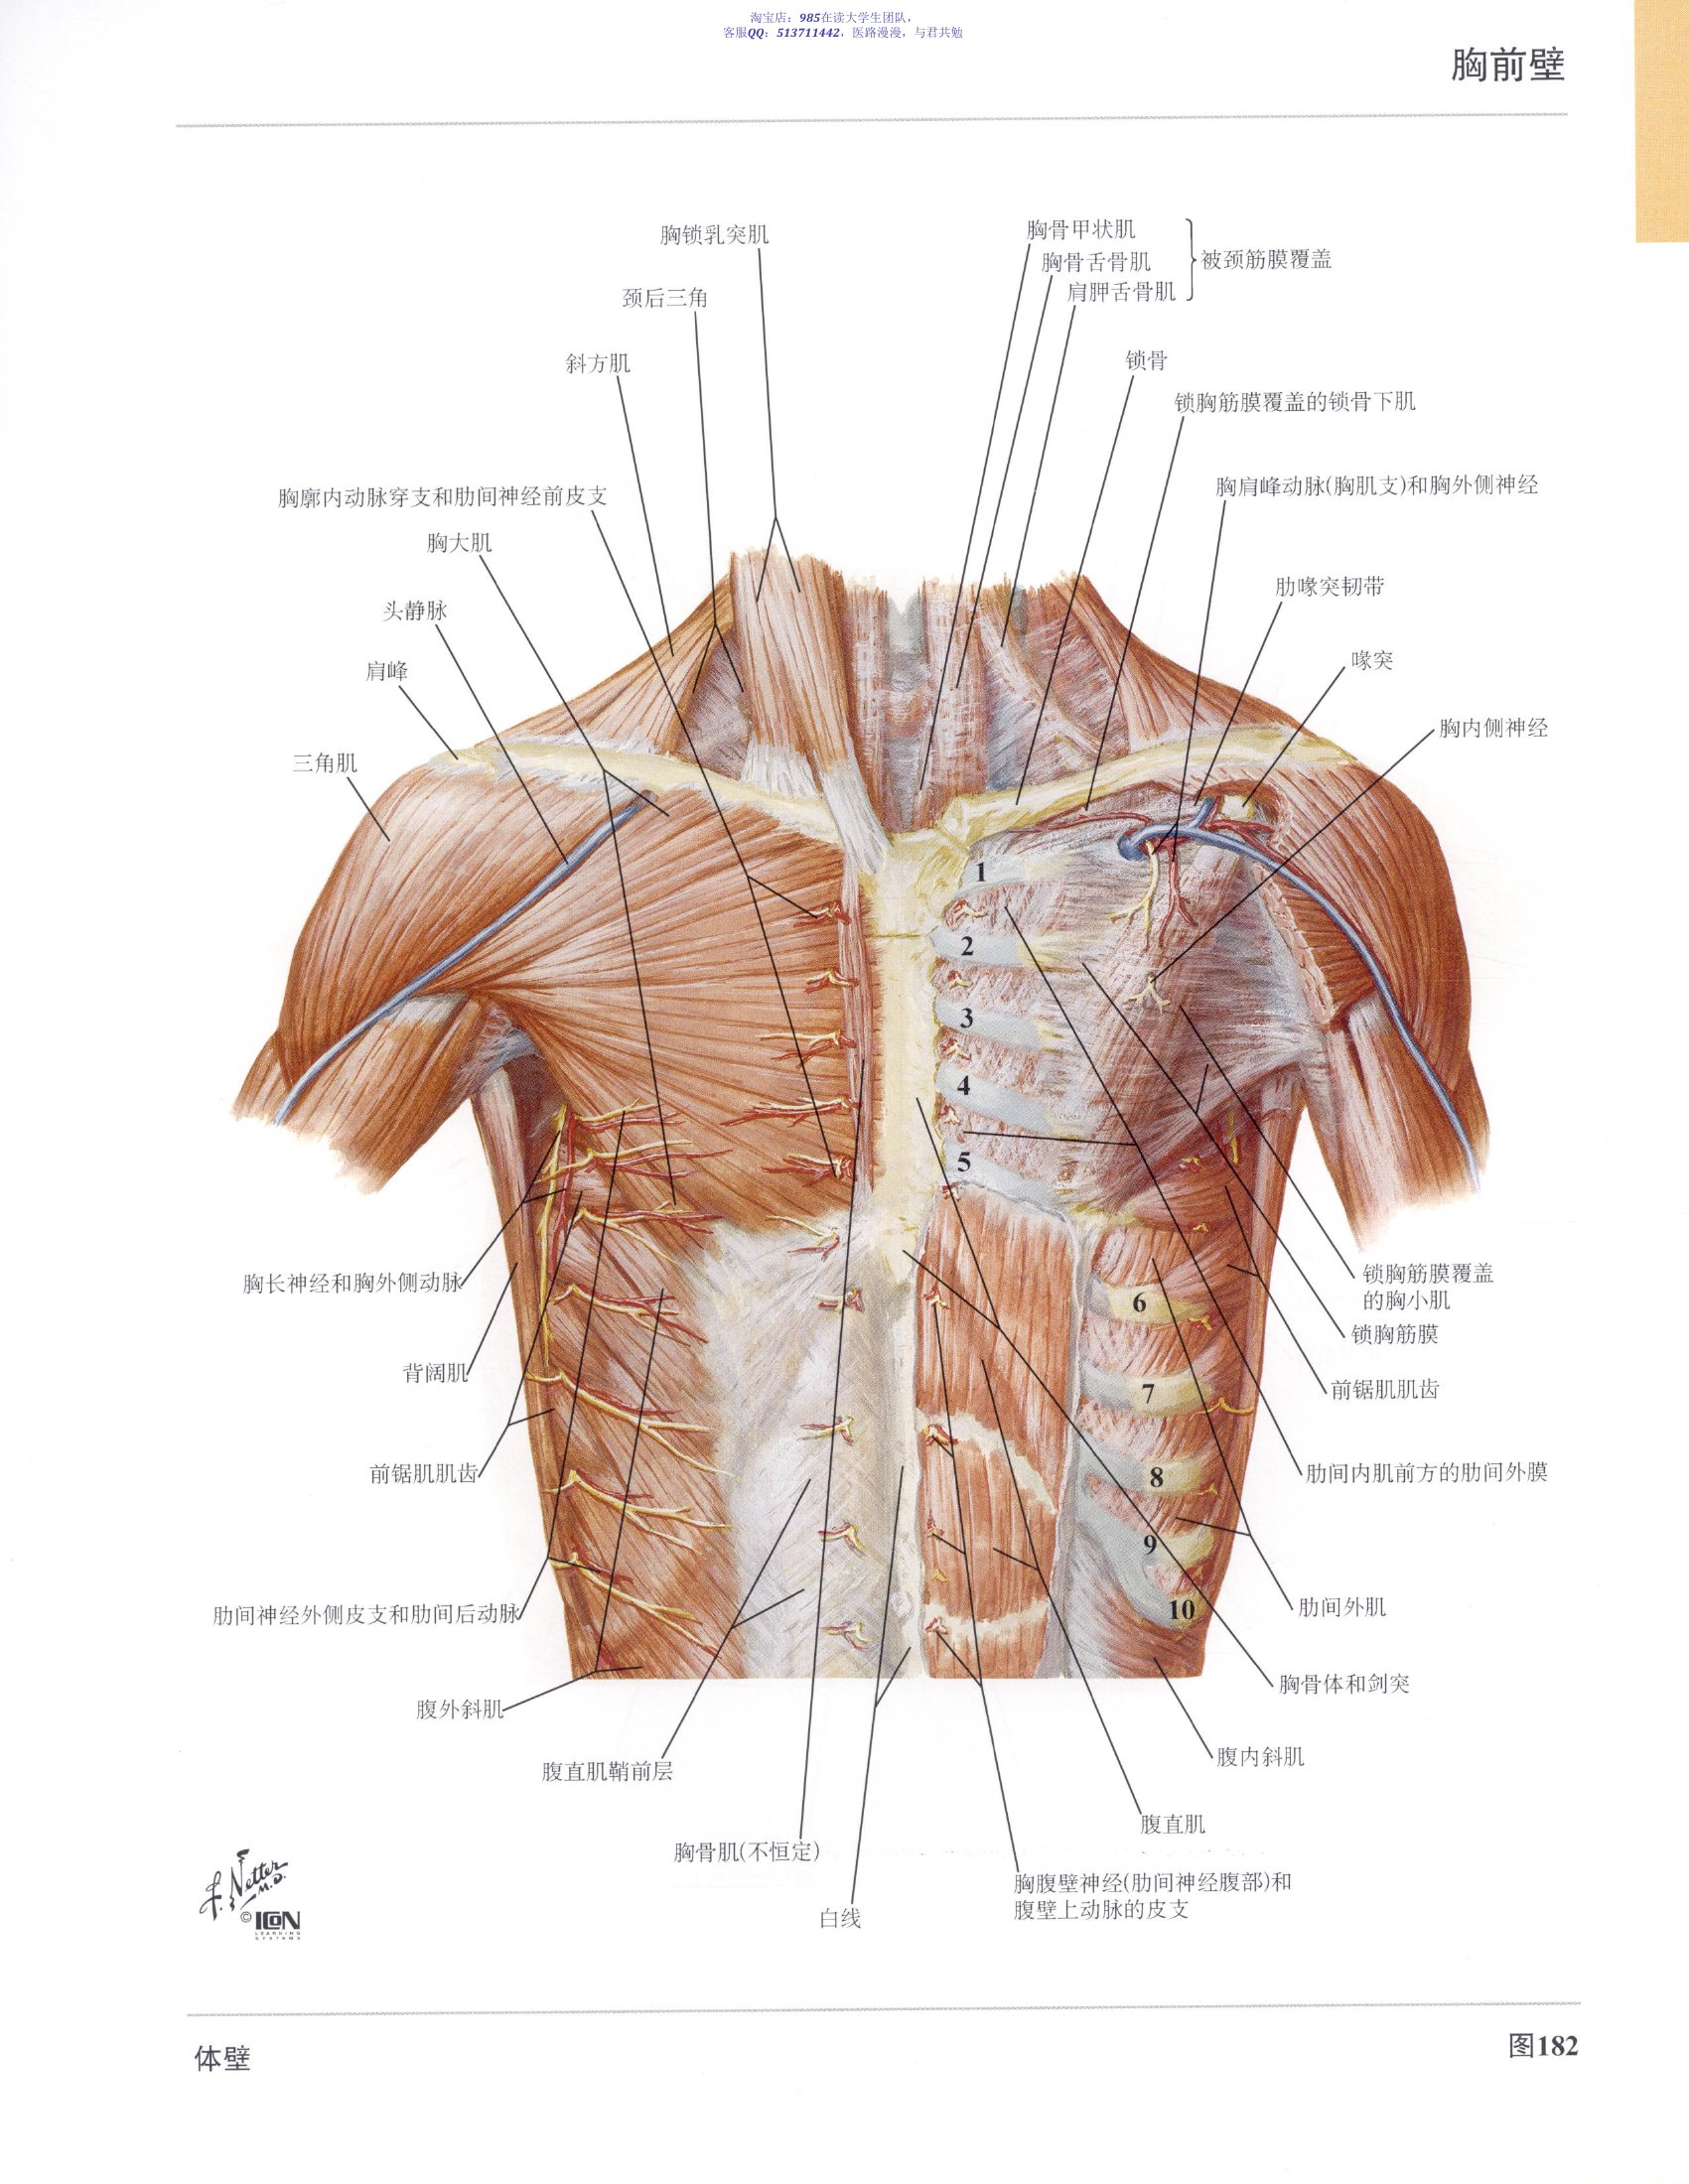 淘宝店：985在读大学生团队，
客服QQ：513711442，医路漫漫，与君共勉
胸前壁
胸锁乳突肌
颈后三角
斜方肌
胸廓内动脉穿支和肋间神经前皮支
胸大肌
头静脉
肩峰
三角肌
胸骨甲状肌
胸骨舌骨肌
肩胛舌骨肌
被颈筋膜覆盖
锁骨
锁胸筋膜覆盖的锁骨下肌
胸肩峰动脉(胸肌支)和胸外侧神经
肋喙突韧带
喙突
胸内侧神经
1
2
3
4
5
6
7
8
9
10
胸长神经和胸外侧动脉
背阔肌
前锯肌肌齿
肋间神经外侧皮支和肋间后动脉
腹外斜肌
腹直肌鞘前层
胸骨肌(不恒定)
白线
锁胸筋膜覆盖
的胸小肌
锁胸筋膜
前锯肌肌齿
肋间内肌前方的肋间外膜
肋间外肌
胸骨体和剑突
腹内斜肌
腹直肌
胸腹壁神经(肋间神经腹部)和
腹壁上动脉的皮支
F. Netter
M.D.
© ICON
LEARNING
SYSTEMS
体壁
图182